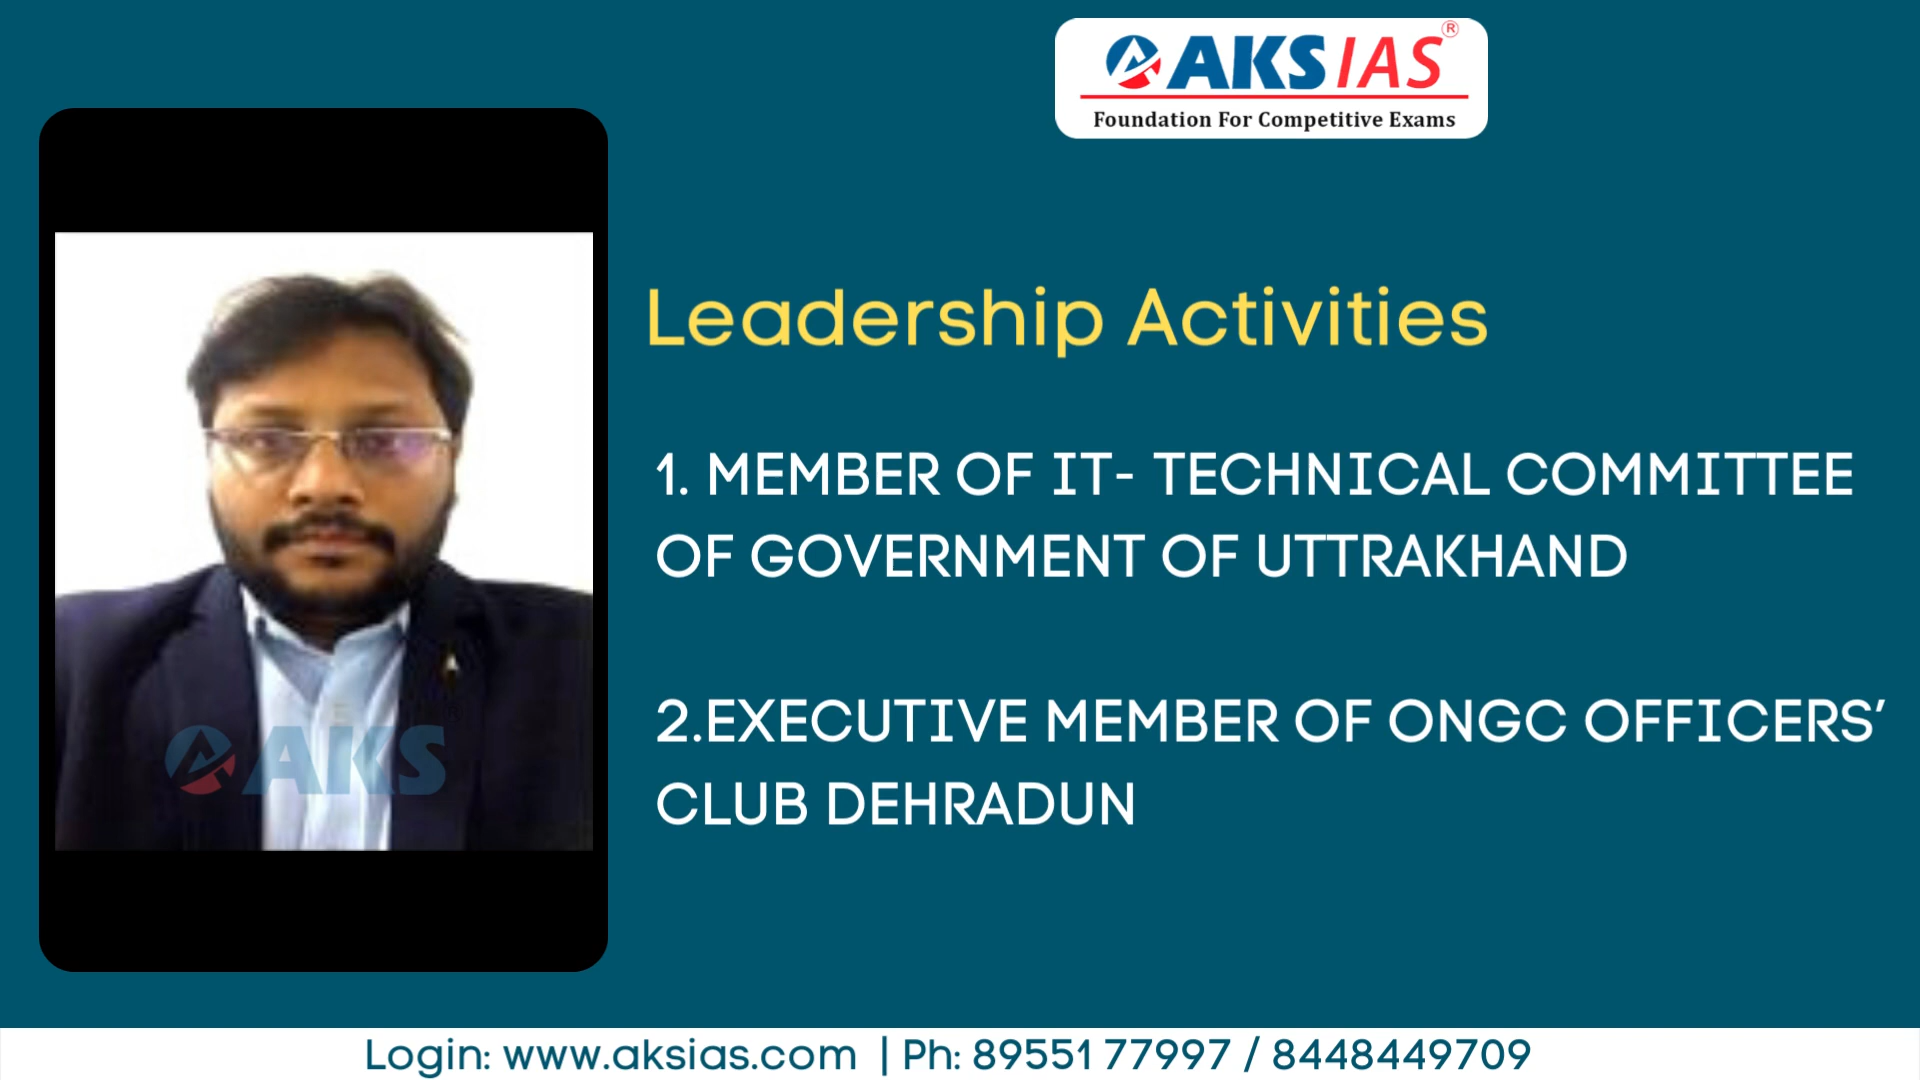 AKS IAS®
Foundation For Competitive Exams
Leadership Activities
1. MEMBER OF IT- TECHNICAL COMMITTEE
OF GOVERNMENT OF UTTRAKHAND
2.EXECUTIVE MEMBER OF ONGC OFFICERS’
CLUB DEHRADUN
AKS
Login: www.aksias.com | Ph: 89551 77997 / 8448449709